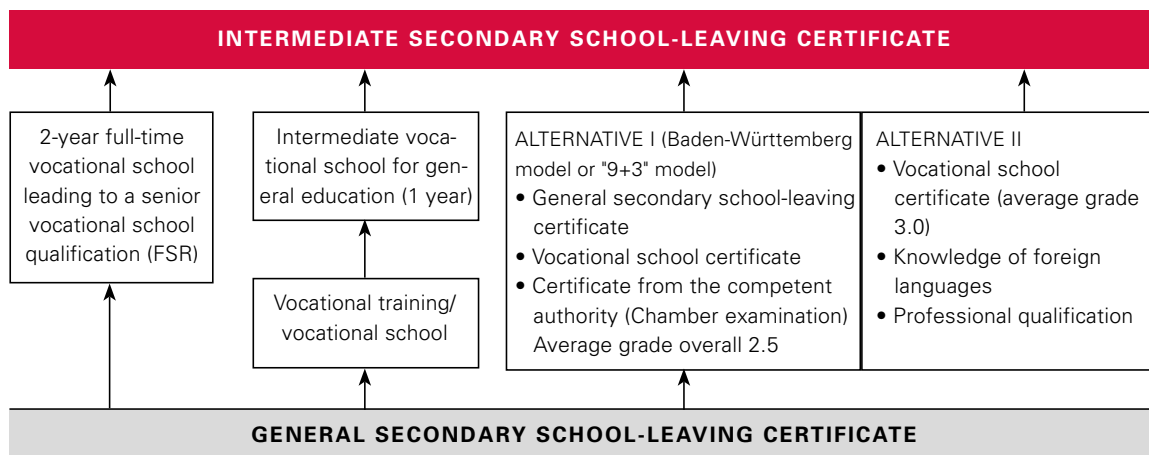 INTERMEDIATE SECONDARY SCHOOL-LEAVING CERTIFICATE
2-year full-time
vocational school
leading to a senior
vocational school
qualification (FSR)
Intermediate voca-
tional school for gen-
eral education (1 year)
Vocational training/
vocational school
ALTERNATIVE I (Baden-Württemberg
model or "9+3" model)
• General secondary school-leaving
certificate
• Vocational school certificate
• Certificate from the competent
authority (Chamber examination)
Average grade overall 2.5
ALTERNATIVE II
• Vocational school
certificate (average grade
3.0)
• Knowledge of foreign
languages
• Professional qualification
GENERAL SECONDARY SCHOOL-LEAVING CERTIFICATE